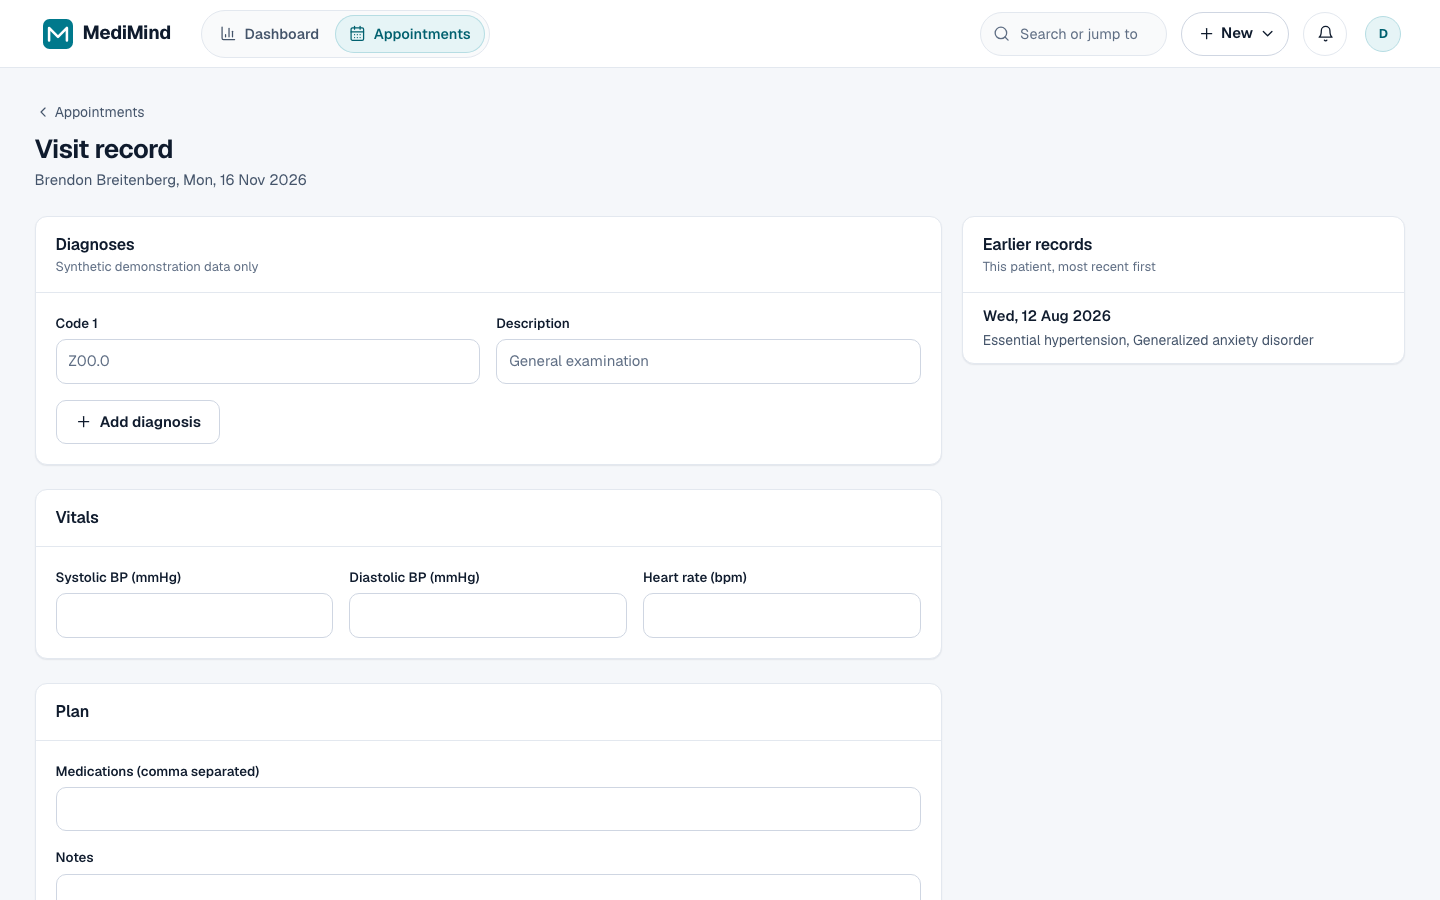 MediMind
Dashboard
Appointments
Search or jump to
New
D
Appointments
Visit record
Brendon Breitenberg, Mon, 16 Nov 2026
Diagnoses
Synthetic demonstration data only
Code 1
Description
Z00.0
General examination
Add diagnosis
Earlier records
This patient, most recent first
Wed, 12 Aug 2026
Essential hypertension, Generalized anxiety disorder
Vitals
Systolic BP (mmHg)
Diastolic BP (mmHg)
Heart rate (bpm)
Plan
Medications (comma separated)
Notes